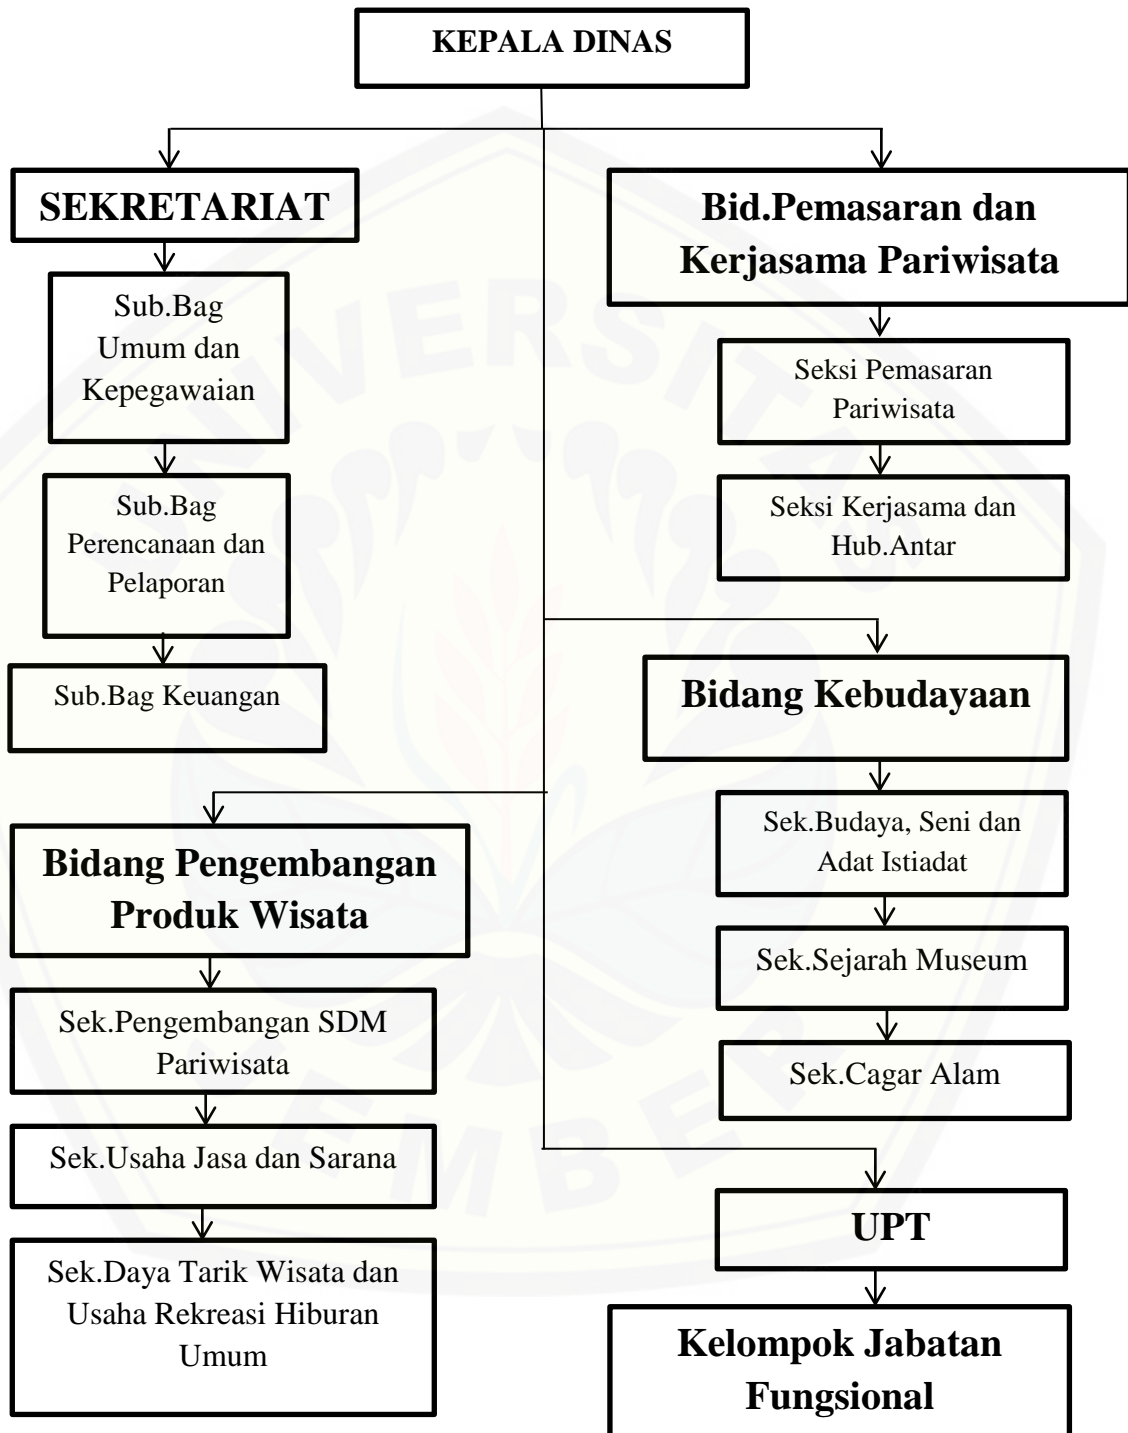 KEPALA DINAS
SEKRETARIAT
Sub.Bag
Umum dan
Kepegawaian
Sub.Bag
Perencanaan dan
Pelaporan
Sub.Bag Keuangan
Bid.Pemasaran dan
Kerjasama Pariwisata
Seksi Pemasaran
Pariwisata
Seksi Kerjasama dan
Hub.Antar
Bidang Kebudayaan
Sek.Budaya, Seni dan
Adat Istiadat
Sek.Sejarah Museum
Sek.Cagar Alam
Bidang Pengembangan
Produk Wisata
Sek.Pengembangan SDM
Pariwisata
Sek.Usaha Jasa dan Sarana
Sek.Daya Tarik Wisata dan
Usaha Rekreasi Hiburan
Umum
UPT
Kelompok Jabatan
Fungsional
UNIVERSITAS
JEMBER